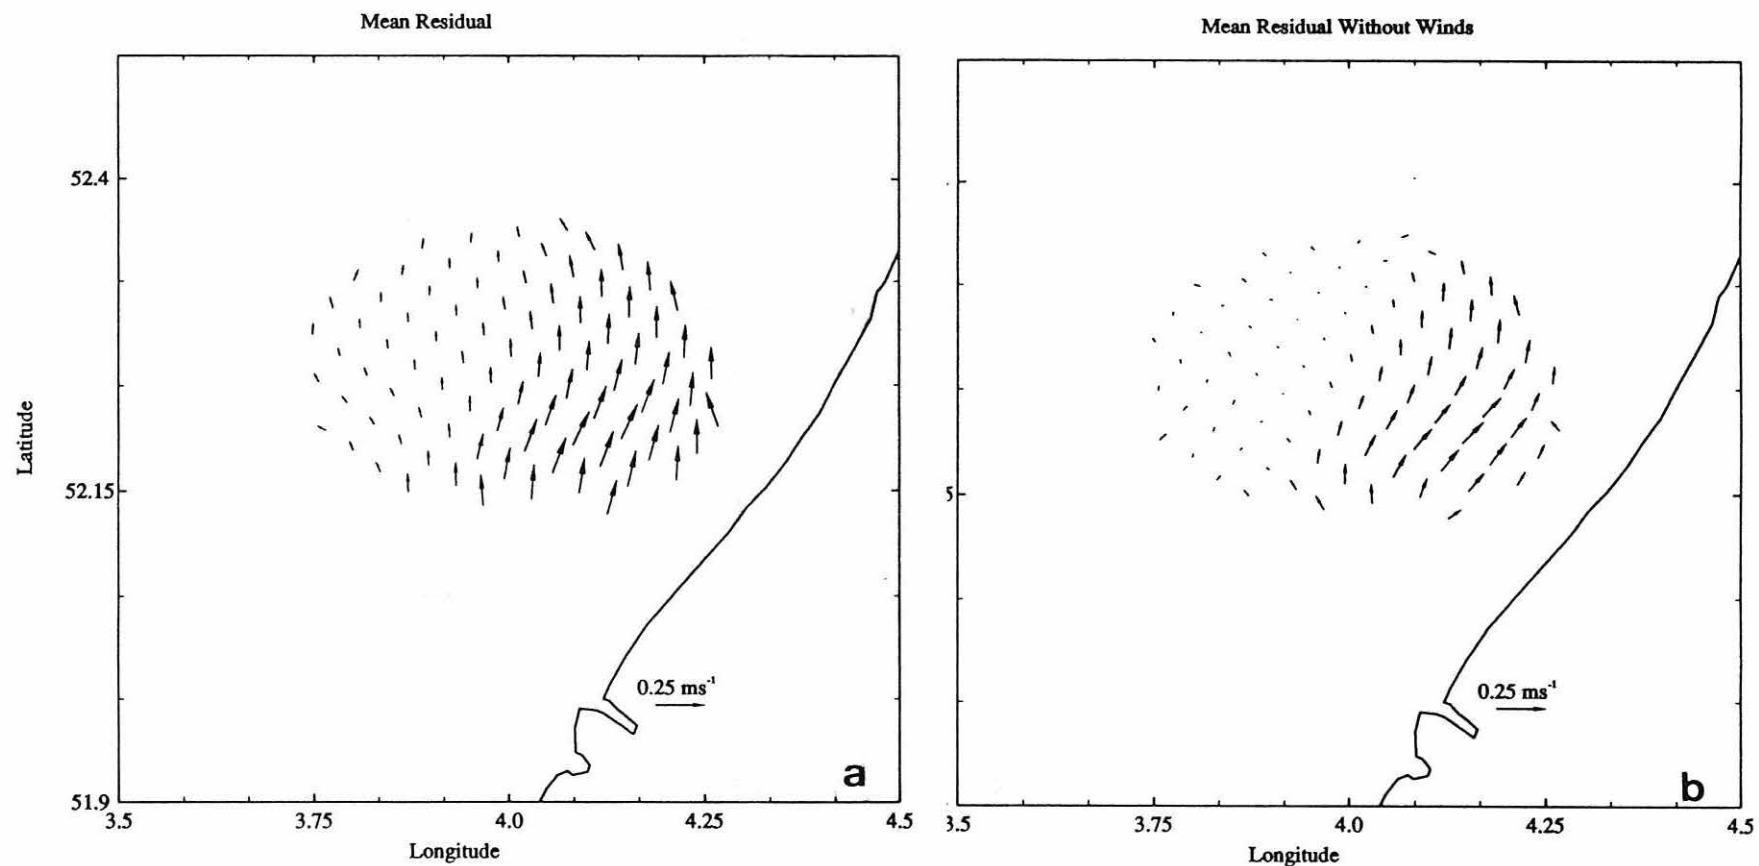 Mean Residual
52.4
Latitude
52.15
0.25 ms⁻¹
a
51.9
3.5
3.75
4.0
4.25
4.5
Longitude
Mean Residual Without Winds
5
0.25 ms⁻¹
b
3.5
3.75
4.0
4.25
4.5
Longitude